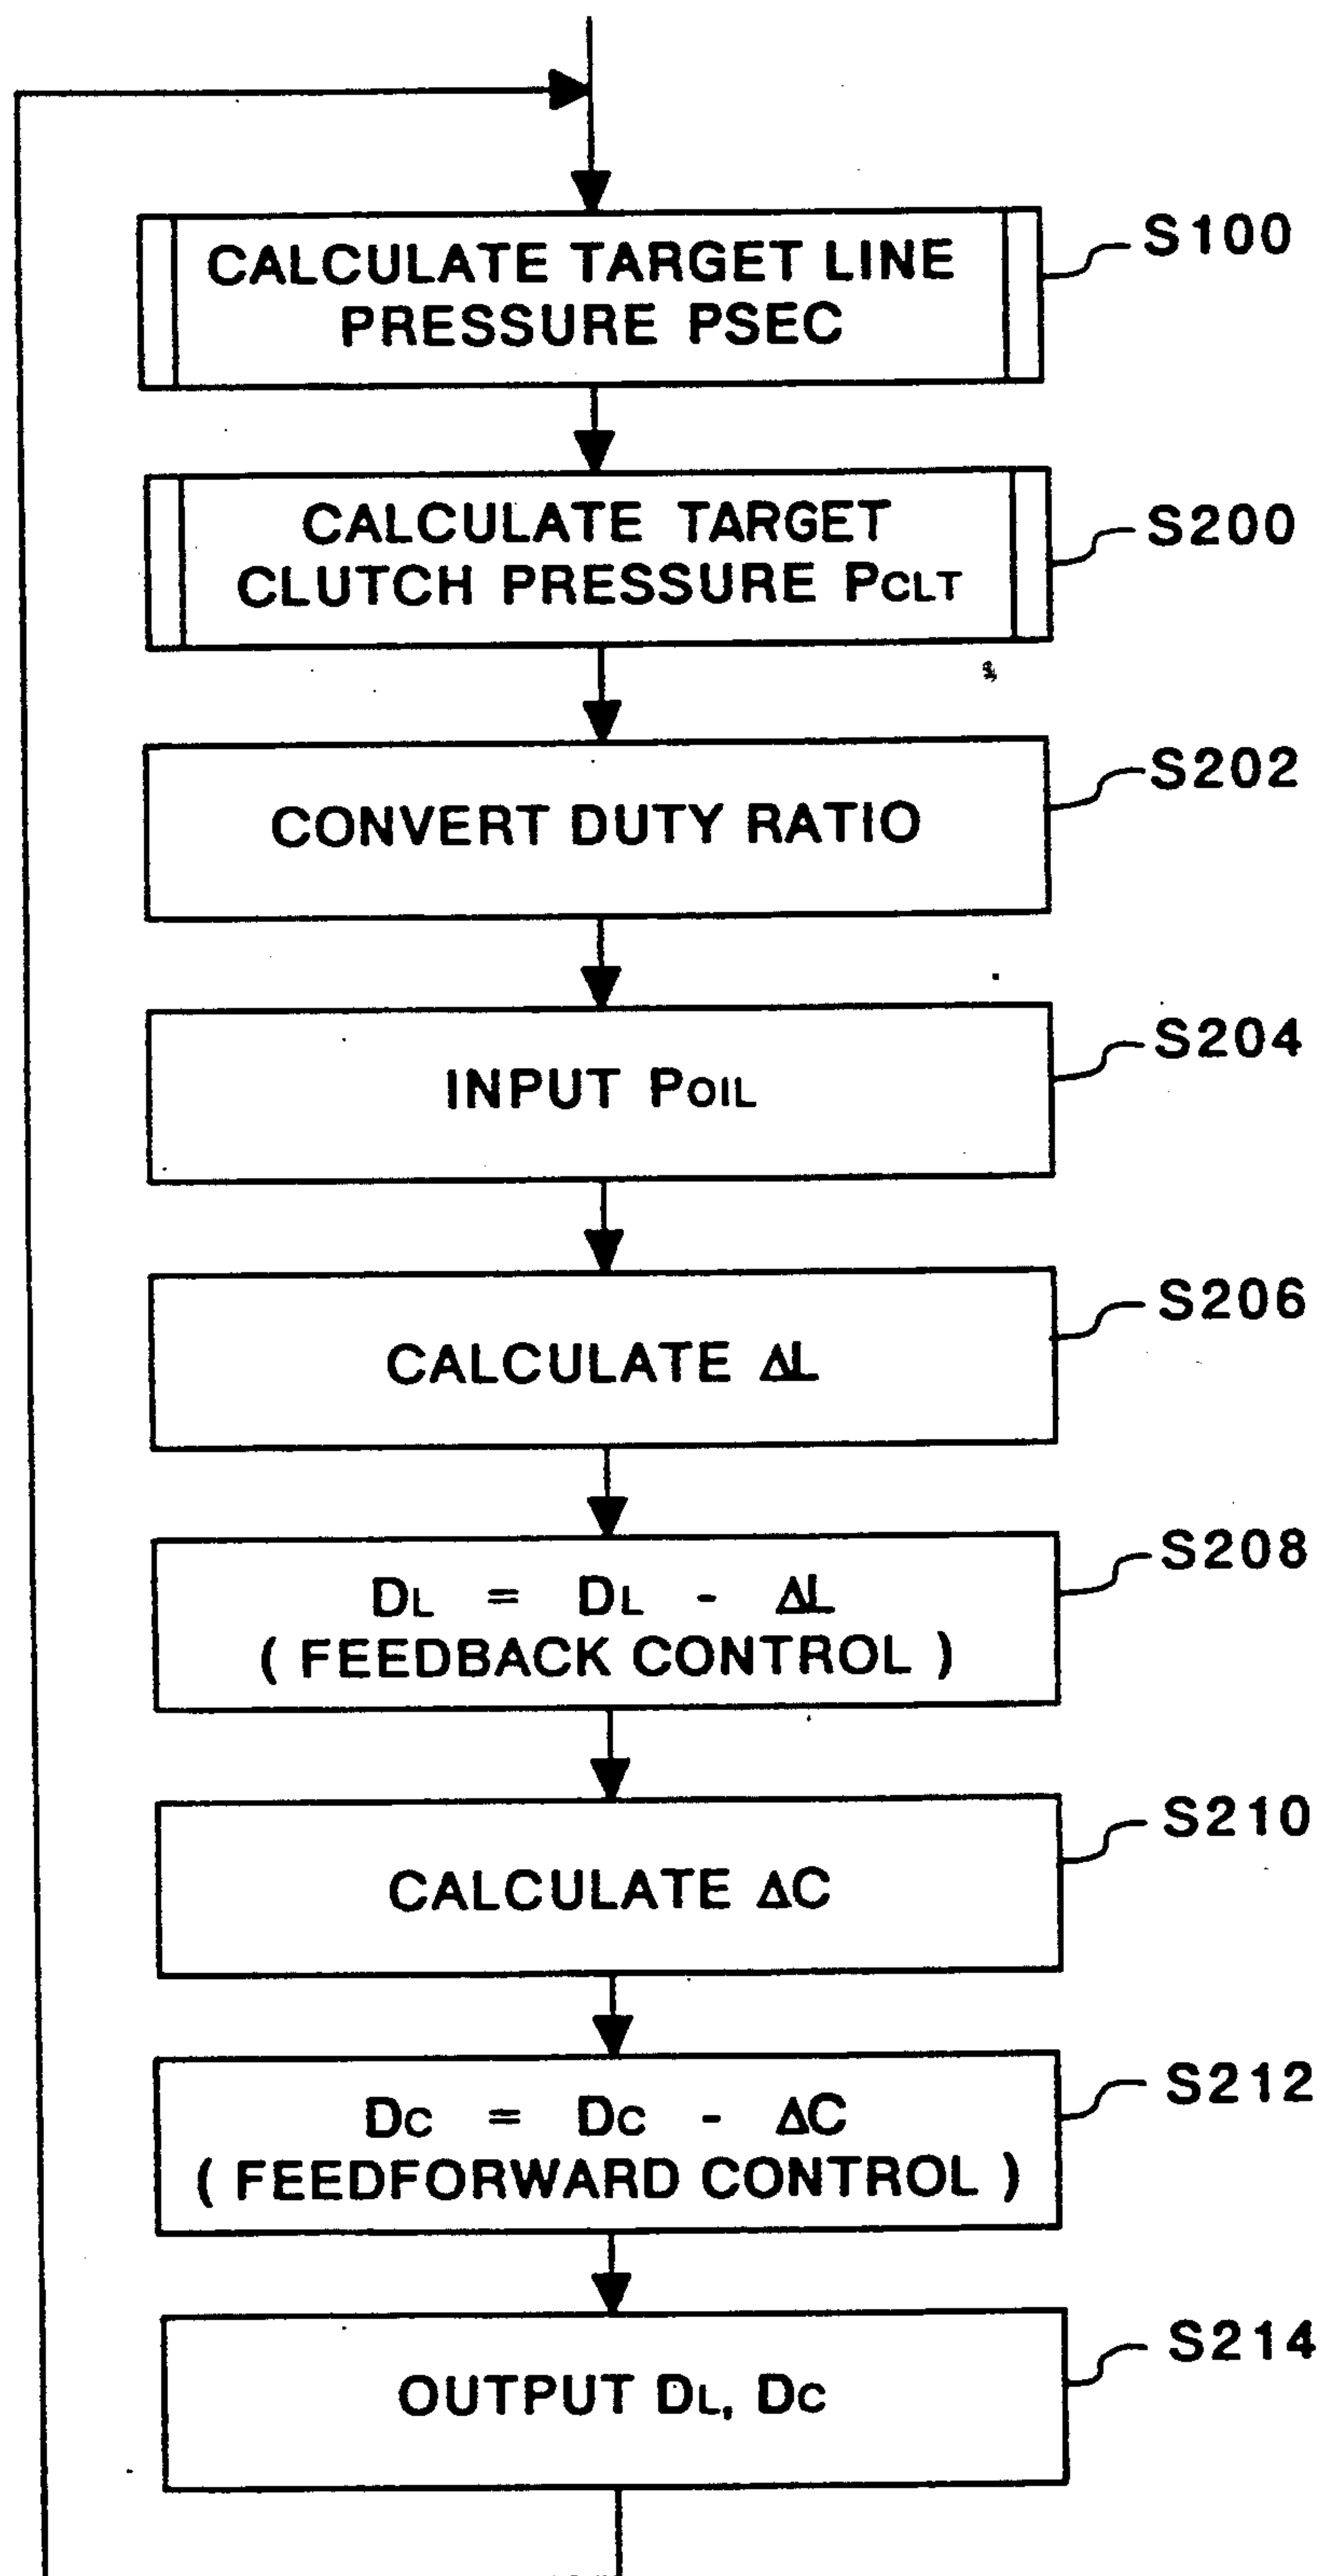 CALCULATE TARGET LINE
PRESSURE PSEC
S100
CALCULATE TARGET
CLUTCH PRESSURE PCLT
S200
CONVERT DUTY RATIO
S202
INPUT POIL
S204
CALCULATE ΔL
S206
DL = DL - ΔL
( FEEDBACK CONTROL )
S208
CALCULATE ΔC
S210
DC = DC - ΔC
( FEEDFORWARD CONTROL )
S212
OUTPUT DL, DC
S214